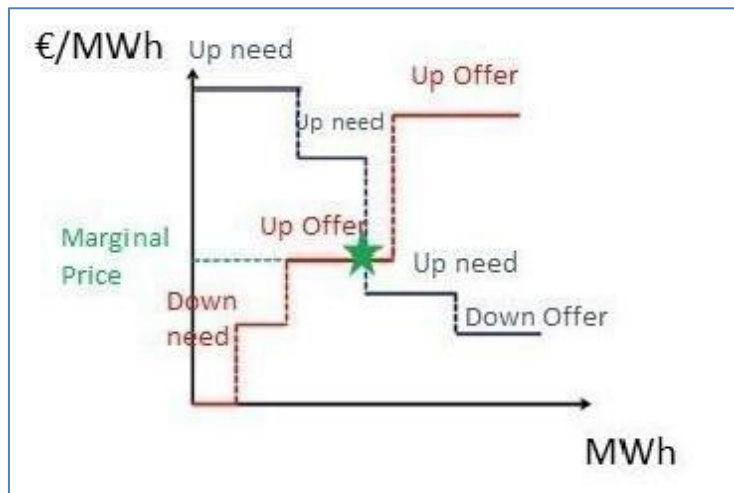 €/MWh
Up need
Up Offer
Up need
Up Offer
Marginal
Price
Up need
Down
need
Down Offer
MWh